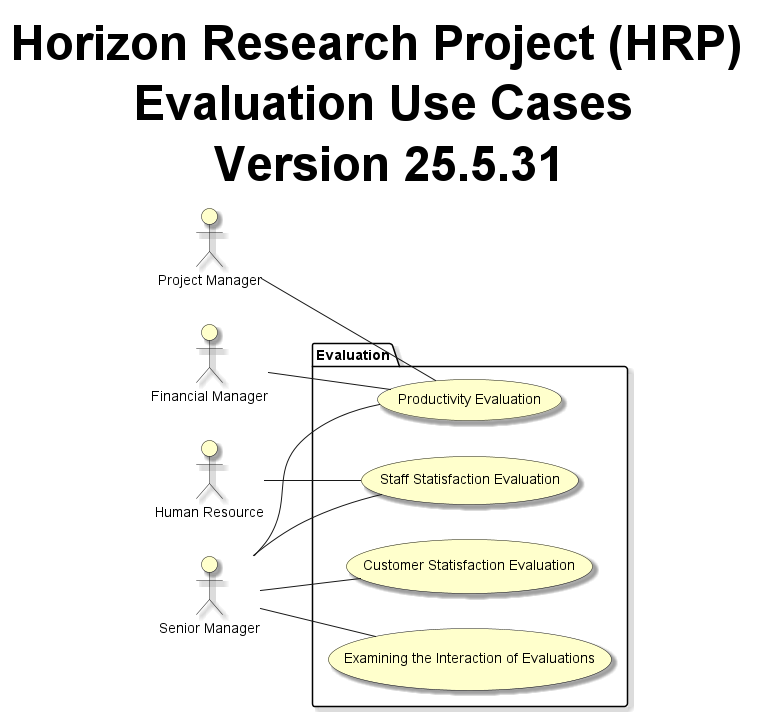 Horizon Research Project (HRP)
Evaluation Use Cases
Version 25.5.31
Project Manager
Financial Manager
Human Resource
Senior Manager
Evaluation
Productivity Evaluation
Staff Statisfaction Evaluation
Customer Statisfaction Evaluation
Examining the Interaction of Evaluations